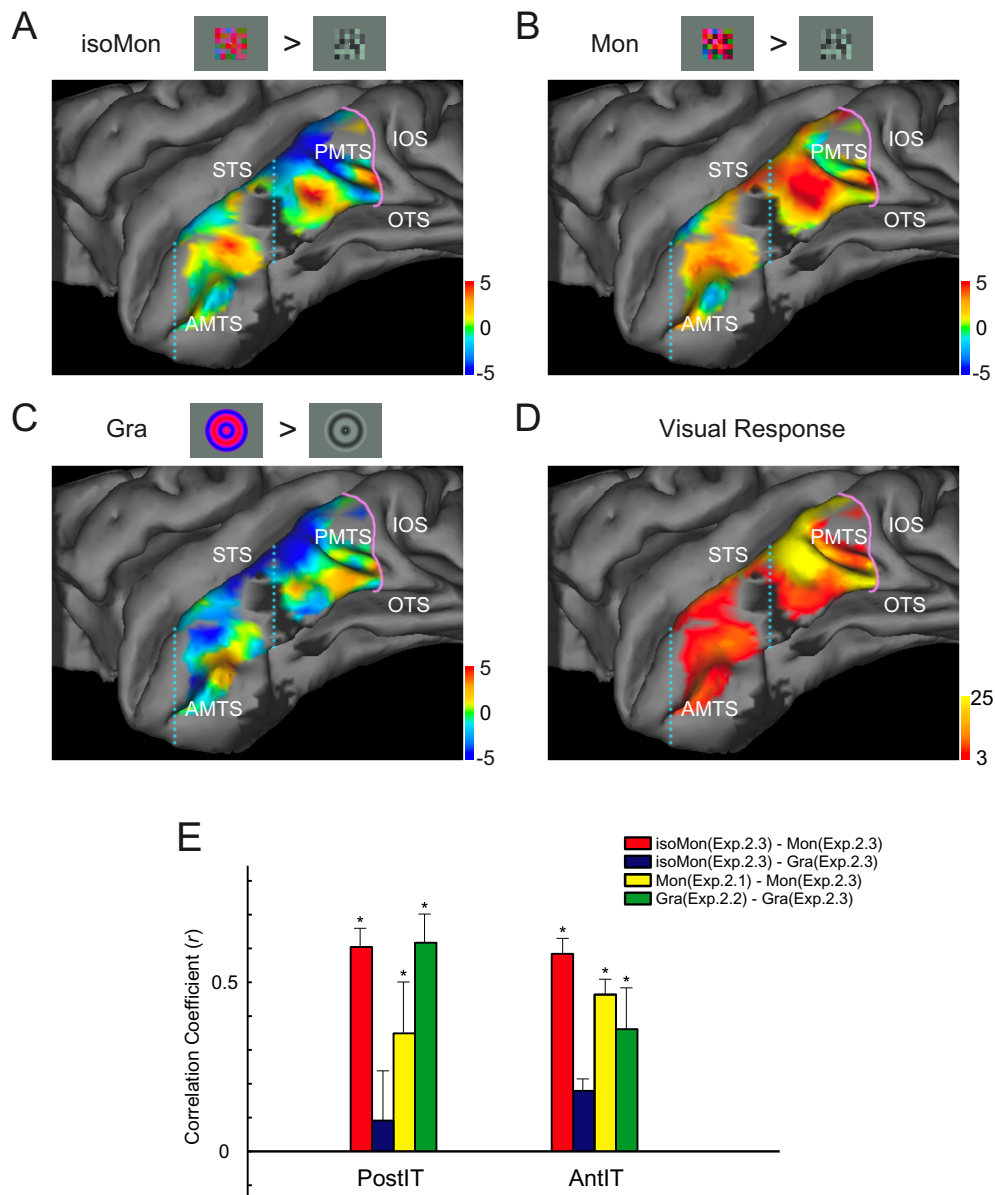 A
isoMon >
STS
PMTS
IOS
OTS
AMTS
5
0
-5
B
Mon >
STS
PMTS
IOS
OTS
AMTS
5
0
-5
C
Gra >
STS
PMTS
IOS
OTS
AMTS
5
0
-5
D
Visual Response
STS
PMTS
IOS
OTS
AMTS
25
3
E
isoMon(Exp.2.3) - Mon(Exp.2.3)
isoMon(Exp.2.3) - Gra(Exp.2.3)
Mon(Exp.2.1) - Mon(Exp.2.3)
Gra(Exp.2.2) - Gra(Exp.2.3)
Correlation Coefficient (r)
0.5
0
* * *
* * *
PostIT
AntIT